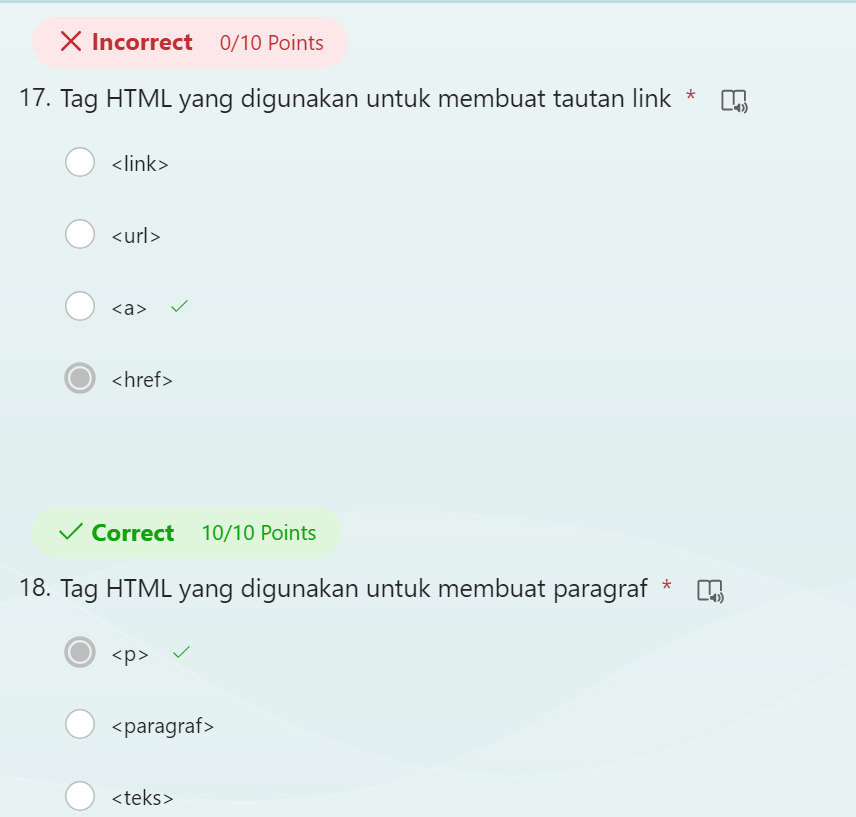 Incorrect 0/10 Points
17. Tag HTML yang digunakan untuk membuat tautan link *
<link>
<url>
<a>
<href>
Correct 10/10 Points
18. Tag HTML yang digunakan untuk membuat paragraf *
<p>
<paragraf>
<teks>